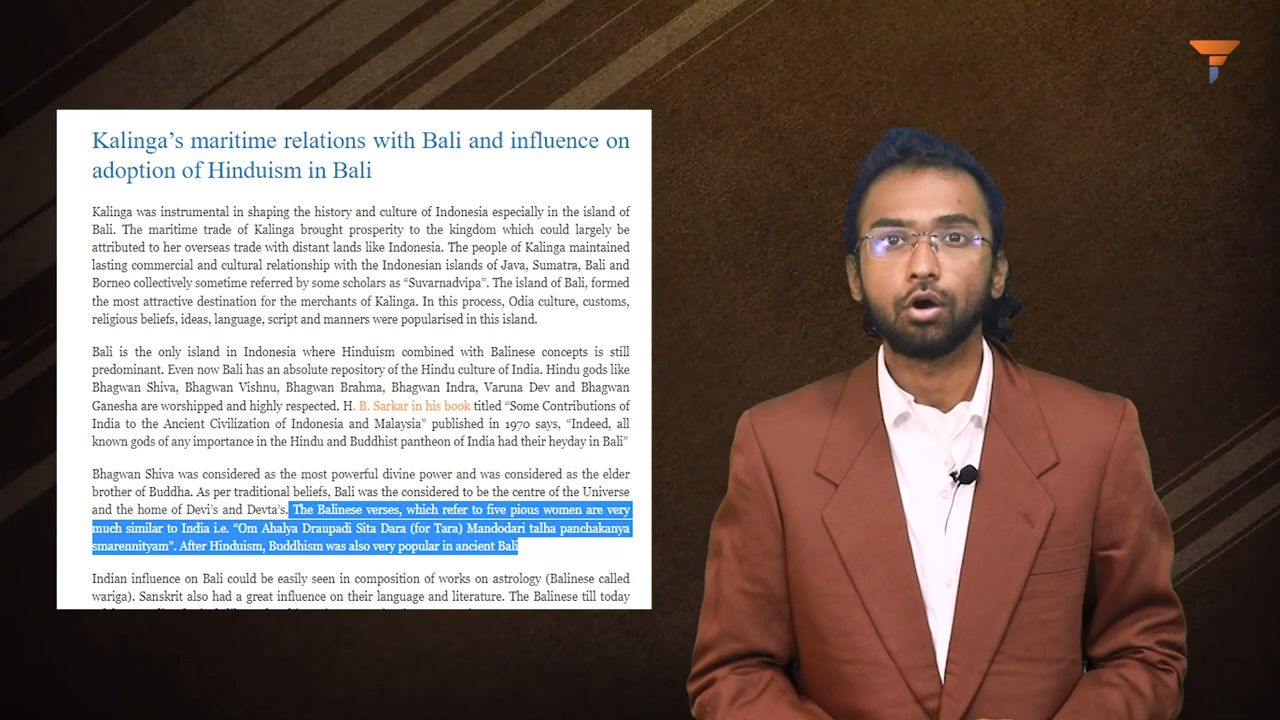 Kalinga’s maritime relations with Bali and influence on
adoption of Hinduism in Bali
Kalinga was instrumental in shaping the history and culture of Indonesia especially in the island of
Bali. The maritime trade of Kalinga brought prosperity to the kingdom which could largely be
attributed to her overseas trade with distant lands like Indonesia. The people of Kalinga maintained
lasting commercial and cultural relationship with the Indonesian islands of Java, Sumatra, Bali and
Borneo collectively sometime referred by some scholars as “Suvarnadvipa”. The island of Bali, formed
the most attractive destination for the merchants of Kalinga. In this process, Odia culture, customs,
religious beliefs, ideas, language, script and manners were popularised in this island.
Bali is the only island in Indonesia where Hinduism combined with Balinese concepts is still
predominant. Even now Bali has an absolute repository of the Hindu culture of India. Hindu gods like
Bhagwan Shiva, Bhagwan Vishnu, Bhagwan Brahma, Bhagwan Indra, Varuna Dev and Bhagwan
Ganesha are worshipped and highly respected. H. B. Sarkar in his book titled “Some Contributions of
India to the Ancient Civilization of Indonesia and Malaysia” published in 1970 says, “Indeed, all
known gods of any importance in the Hindu and Buddhist pantheon of India had their heyday in Bali”
Bhagwan Shiva was considered as the most powerful divine power and was considered as the elder
brother of Buddha. As per traditional beliefs, Bali was the considered to be the centre of the Universe
and the home of Devi’s and Devta’s. The Balinese verses, which refer to five pious women are very
much similar to India i.e. “Om Ahalya Draupadi Sita Dara (for Tara) Mandodari talha panchakanya
smarennityam”. After Hinduism, Buddhism was also very popular in ancient Bali
Indian influence on Bali could be easily seen in composition of works on astrology (Balinese called
wariga). Sanskrit also had a great influence on their language and literature. The Balinese till today